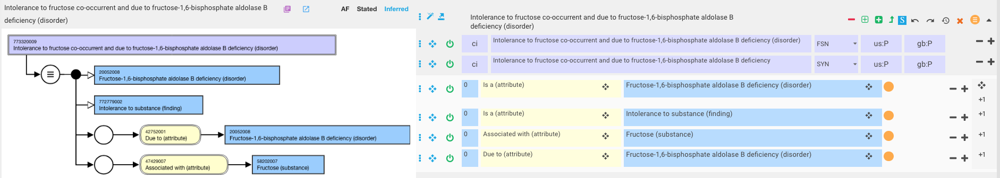 Intolerance to fructose co-occurrent and due to fructose-1,6-bisphosphate aldolase B
deficiency (disorder)
AF Stated Inferred
773320009
Intolerance to fructose co-occurrent and due to fructose-1,6-bisphosphate aldolase B deficiency (disorder)
20052008
Fructose-1,6-bisphosphate aldolase B deficiency (disorder)
772779002
Intolerance to substance (finding)
42752001
Due to (attribute)
20052008
Fructose-1,6-bisphosphate aldolase B deficiency (disorder)
47429007
Associated with (attribute)
58202007
Fructose (substance)
Intolerance to fructose co-occurrent and due to fructose-1,6-bisphosphate aldolase B
deficiency (disorder)
S
ci Intolerance to fructose co-occurrent and due to fructose-1,6-bisphosphate aldolase B deficiency (disorder) FSN us:P gb:P
ci Intolerance to fructose co-occurrent and due to fructose-1,6-bisphosphate aldolase B deficiency SYN us:P gb:P
0 Is a (attribute) Fructose-1,6-bisphosphate aldolase B deficiency (disorder)
+1
0 Is a (attribute) Intolerance to substance (finding) +1
0 Associated with (attribute) Fructose (substance) +1
0 Due to (attribute) Fructose-1,6-bisphosphate aldolase B deficiency (disorder) +1